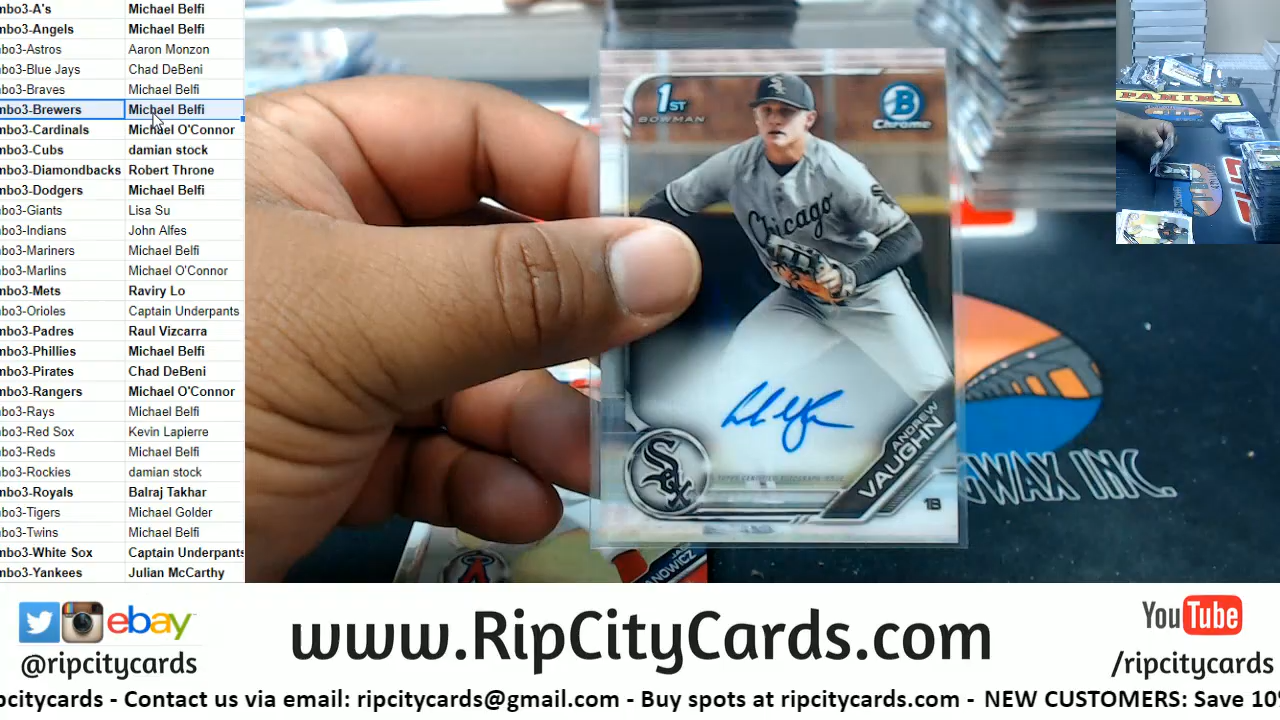 mbo3-A's Michael Belfi
mbo3-Angels Michael Belfi
mbo3-Astros Aaron Monzon
mbo3-Blue Jays Chad DeBeni
mbo3-Braves Michael Belfi
mbo3-Brewers Michael Belfi
mbo3-Cardinals Michael O'Connor
mbo3-Cubs damian stock
mbo3-Diamondbacks Robert Throne
mbo3-Dodgers Michael Belfi
mbo3-Giants Lisa Su
mbo3-Indians John Alfes
mbo3-Mariners Michael Belfi
mbo3-Marlins Michael O'Connor
mbo3-Mets Raviry Lo
mbo3-Orioles Captain Underpants
mbo3-Padres Raul Vizcarra
mbo3-Phillies Michael Belfi
mbo3-Pirates Chad DeBeni
mbo3-Rangers Michael O'Connor
mbo3-Rays Michael Belfi
mbo3-Red Sox Kevin Lapierre
mbo3-Reds Michael Belfi
mbo3-Rockies damian stock
mbo3-Royals Balraj Takhar
mbo3-Tigers Michael Golder
mbo3-Twins Michael Belfi
mbo3-White Sox Captain Underpants
mbo3-Yankees Julian McCarthy
1ST
BOWMAN
B
Chrome
Sox
Chicago
ANDREW
VAUGHN
1B
Sox
GWAX INC.
PANINI
ebay
@ripcitycards
www.RipCityCards.com
YouTube
/ripcitycards
pcitycards - Contact us via email: ripcitycards@gmail.com - Buy spots at ripcitycards.com - NEW CUSTOMERS: Save 10%